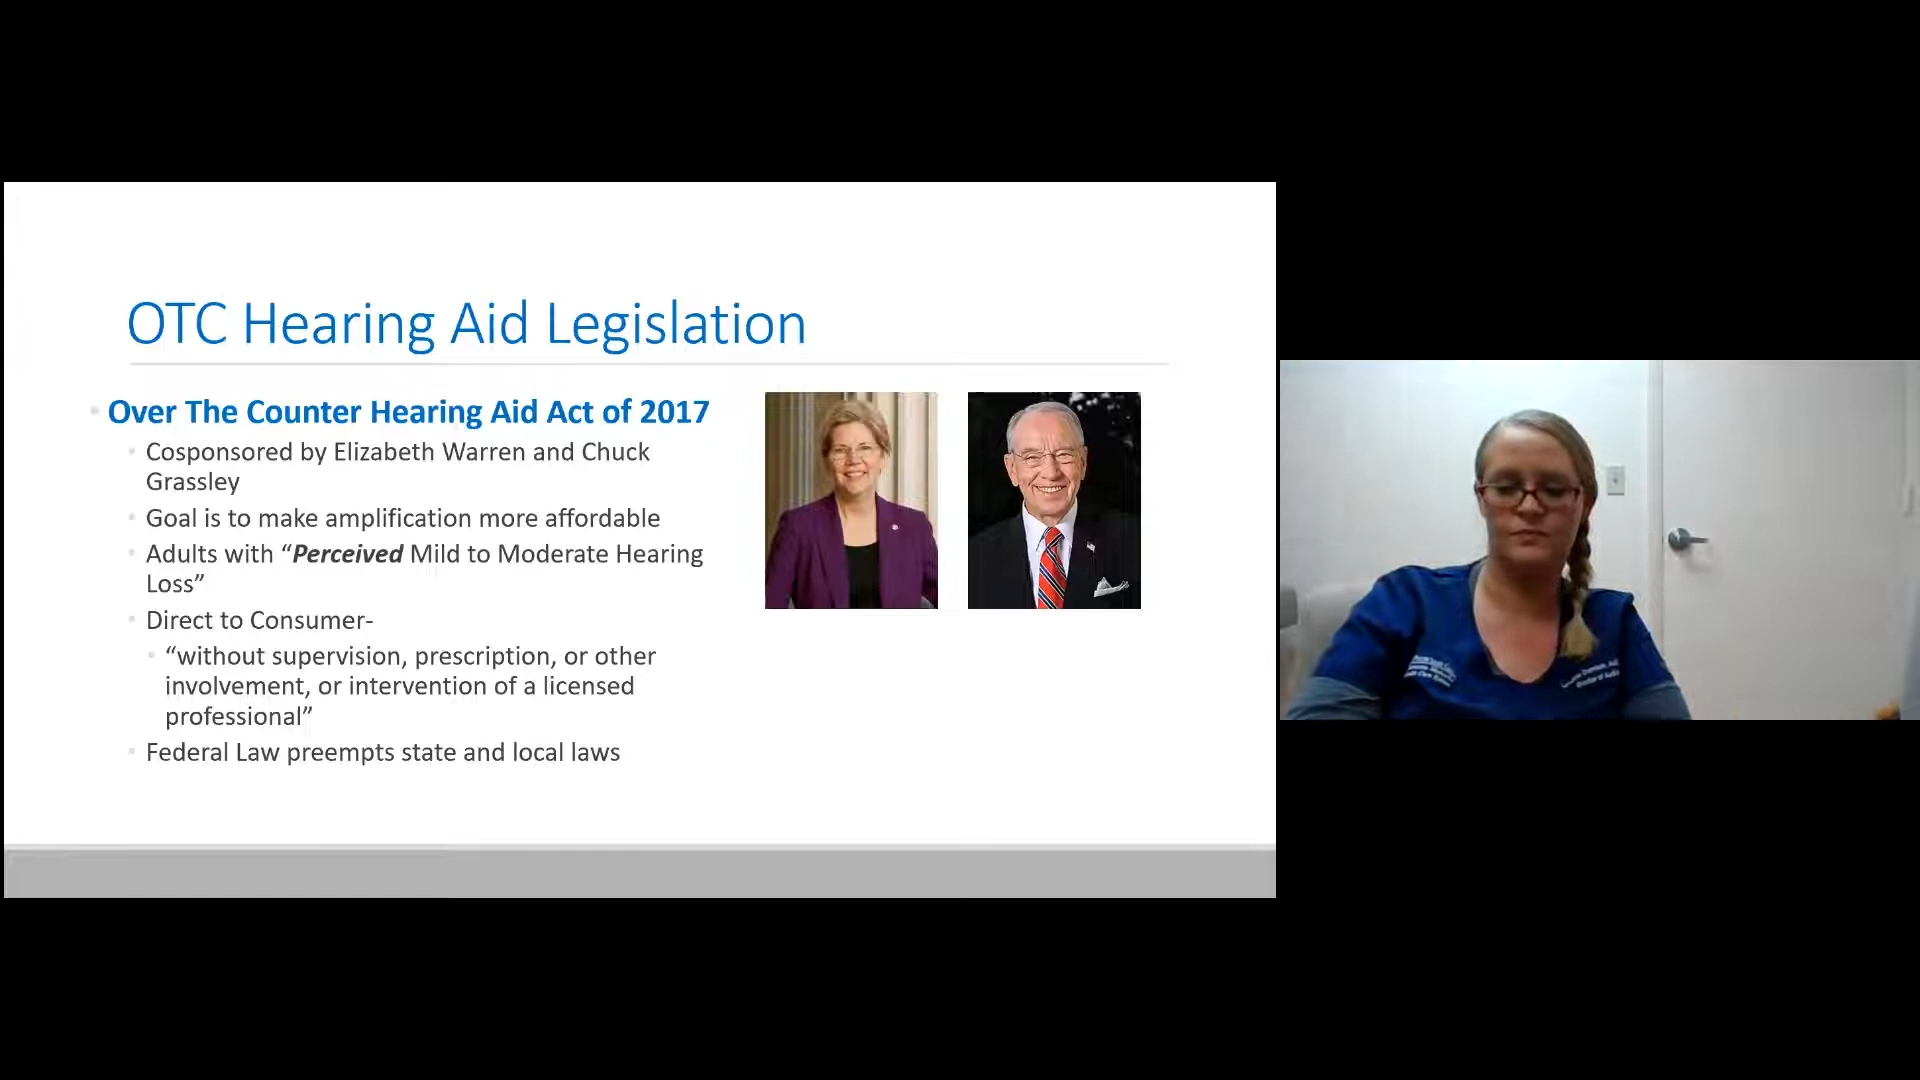 OTC Hearing Aid Legislation
Over The Counter Hearing Aid Act of 2017
Cosponsored by Elizabeth Warren and Chuck
Grassley
Goal is to make amplification more affordable
Adults with “Perceived Mild to Moderate Hearing
Loss”
Direct to Consumer-
“without supervision, prescription, or other
involvement, or intervention of a licensed
professional”
Federal Law preempts state and local laws